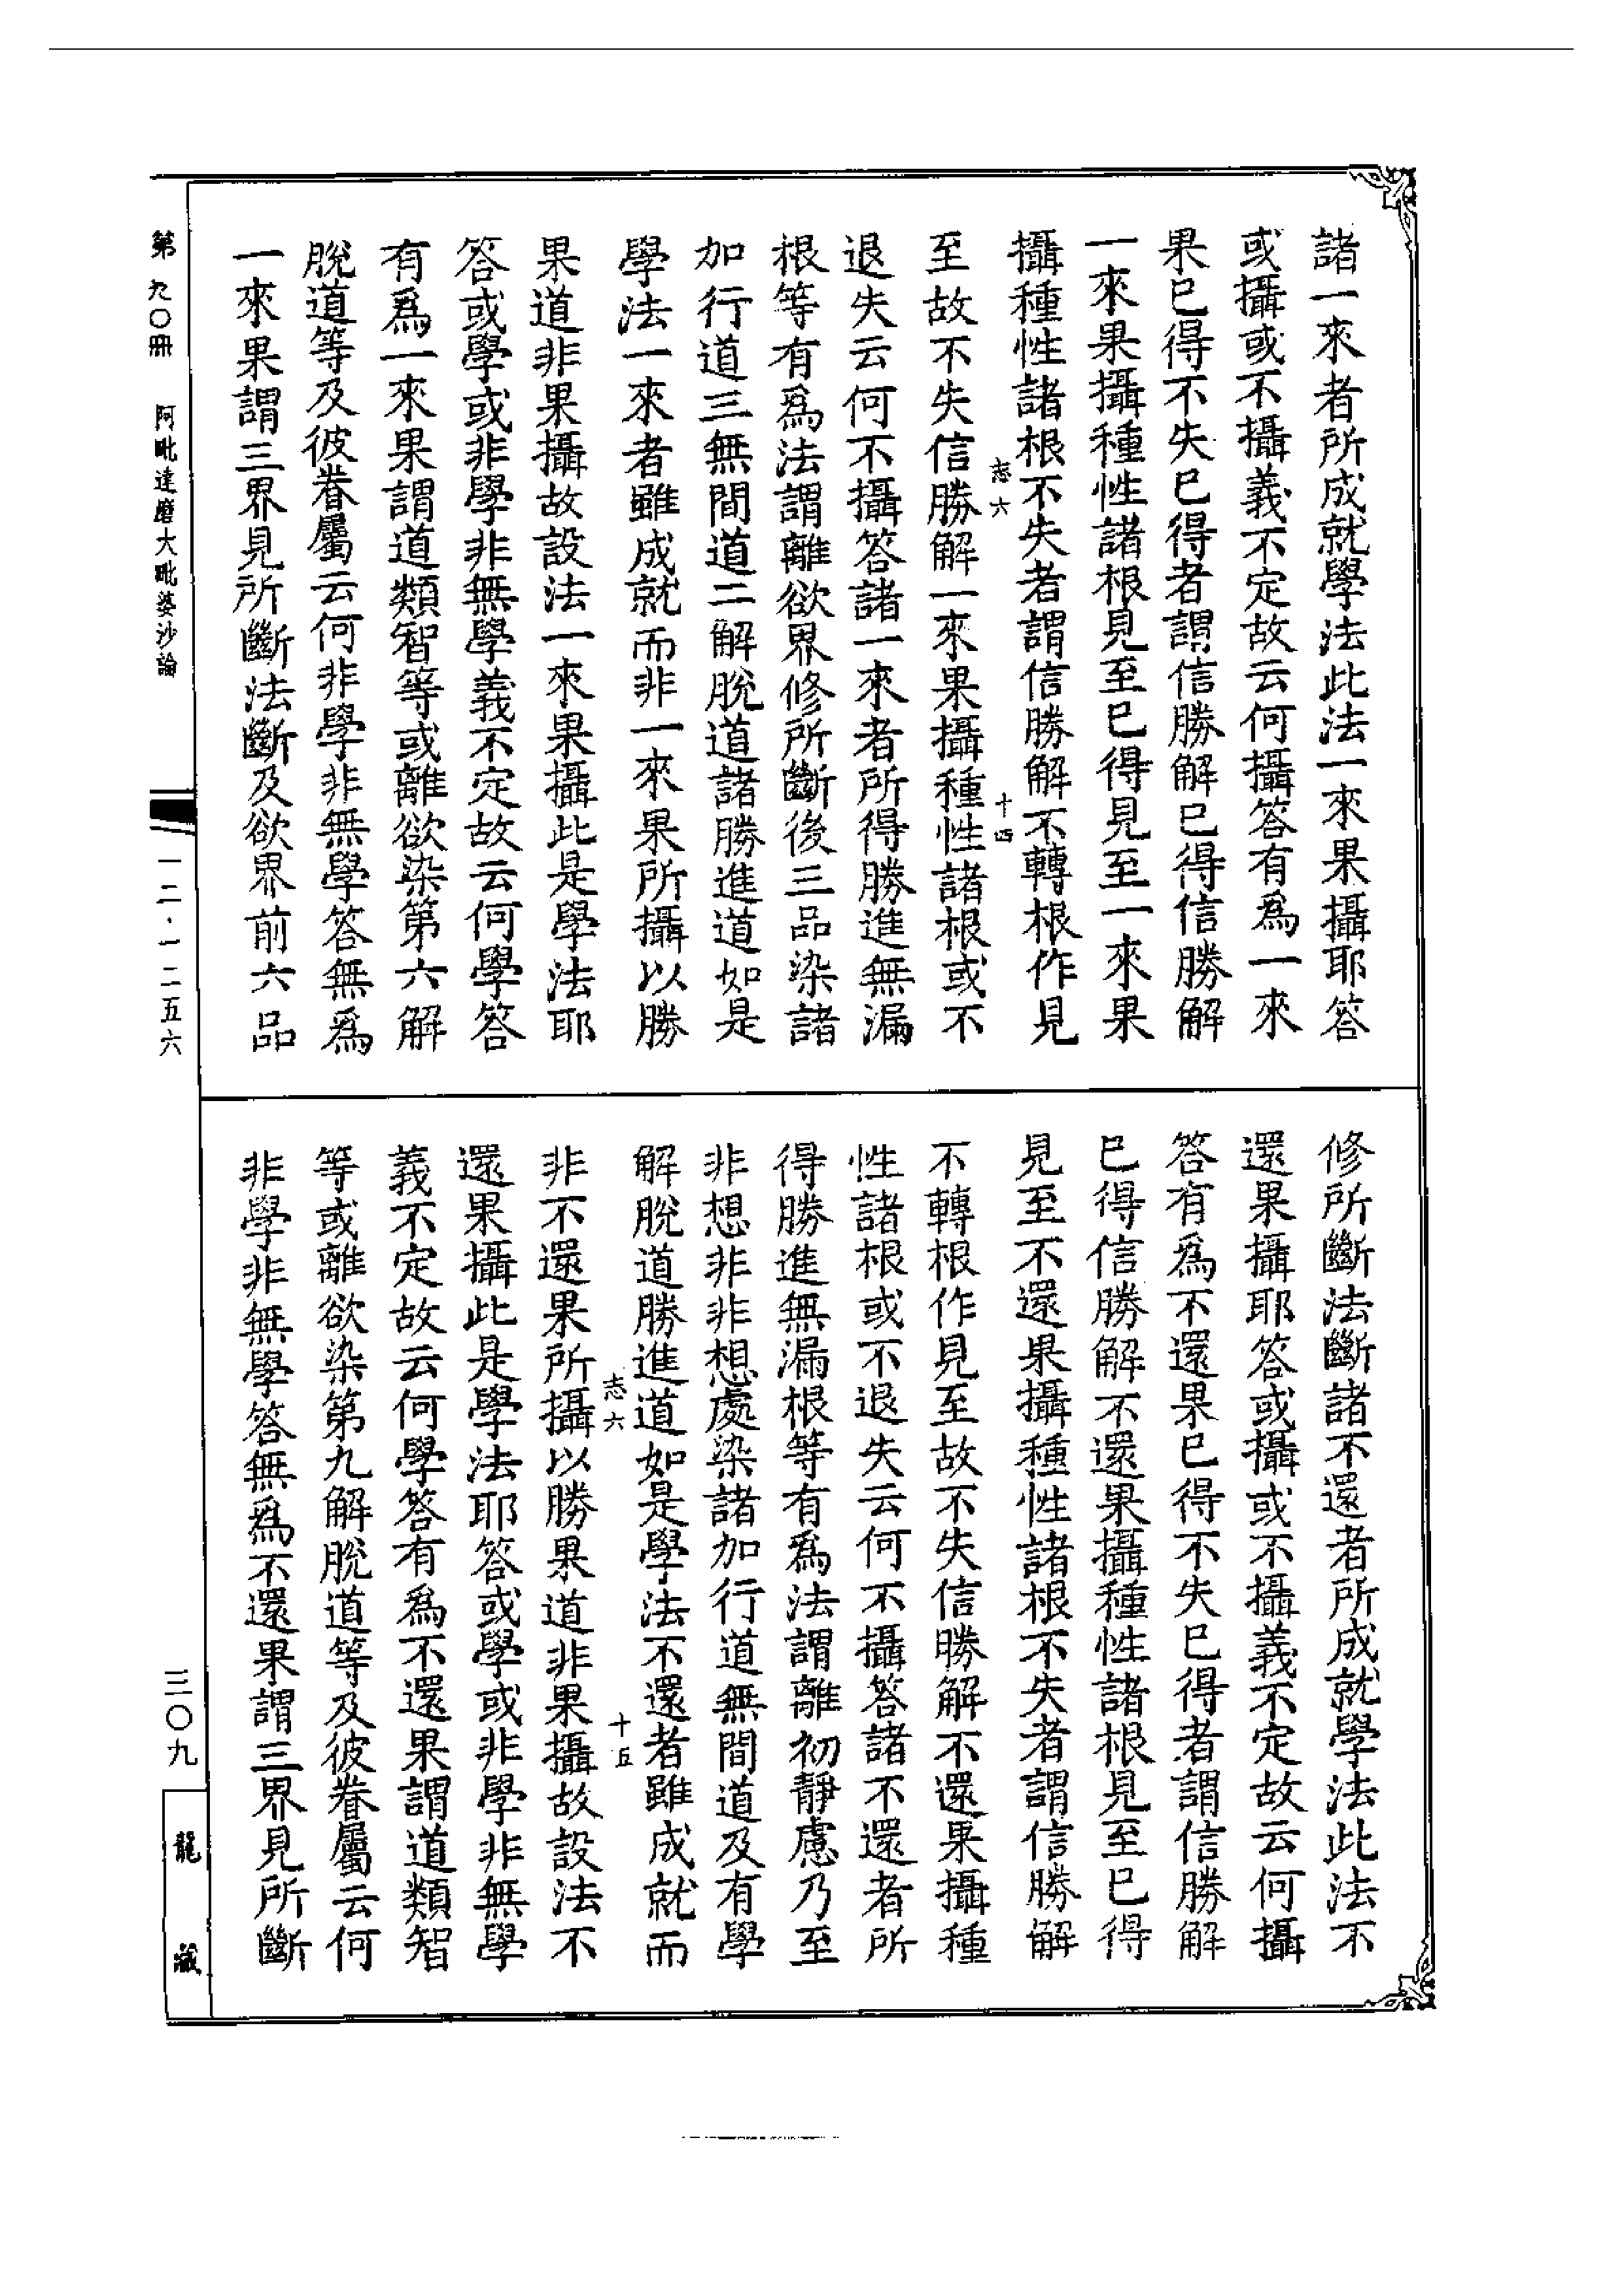 諸一來者所成就學法此法一來果攝耶答
或攝或不攝義不定故云何攝答有爲一來
果已得不失已得者謂信勝解已得信勝解
一來果攝種性諸根見至已得見至一來果
攝種性諸根不失者謂信勝解不轉根作見
志六 十四
至故不失信勝解一來果攝種性諸根或不
退失云何不攝答諸一來者所得勝進無漏
根等有爲法謂離欲界修所斷後三品染諸
加行道三無間道二解脫道諸勝進道如是
學法一來者雖成就而非一來果所攝以勝
果道非果攝故設法一來果攝此是學法耶
答或學或非學非無學義不定故云何學答
有爲一來果謂道類智等或離欲染第六解
脫道等及彼眷屬云何非學非無學答無爲
一來果謂三界見所斷法斷及欲界前六品
修所斷法斷諸不還者所成就學法此法不
還果攝耶答或攝或不攝義不定故云何攝
答有爲不還果已得不失已得者謂信勝解
已得信勝解不還果攝種性諸根見至已得
見至不還果攝種性諸根不失者謂信勝解
不轉根作見至故不失信勝解不還果攝種
性諸根或不退失云何不攝答諸不還者所
得勝進無漏根等有爲法謂離初靜慮乃至
非想非非想處染諸加行道無間道及有學
解脫道勝進道如是學法不還者雖成就而
志六 十五
非不還果所攝以勝果道非果攝故設法不
還果攝此是學法耶答或學或非學非無學
義不定故云何學答有爲不還果謂道類智
等或離欲染第九解脫道等及彼眷屬云何
非學非無學答無爲不還果謂三界見所斷
第九〇冊 阿毗達磨大毗婆沙論 一二·一二五六 三〇九 龍藏